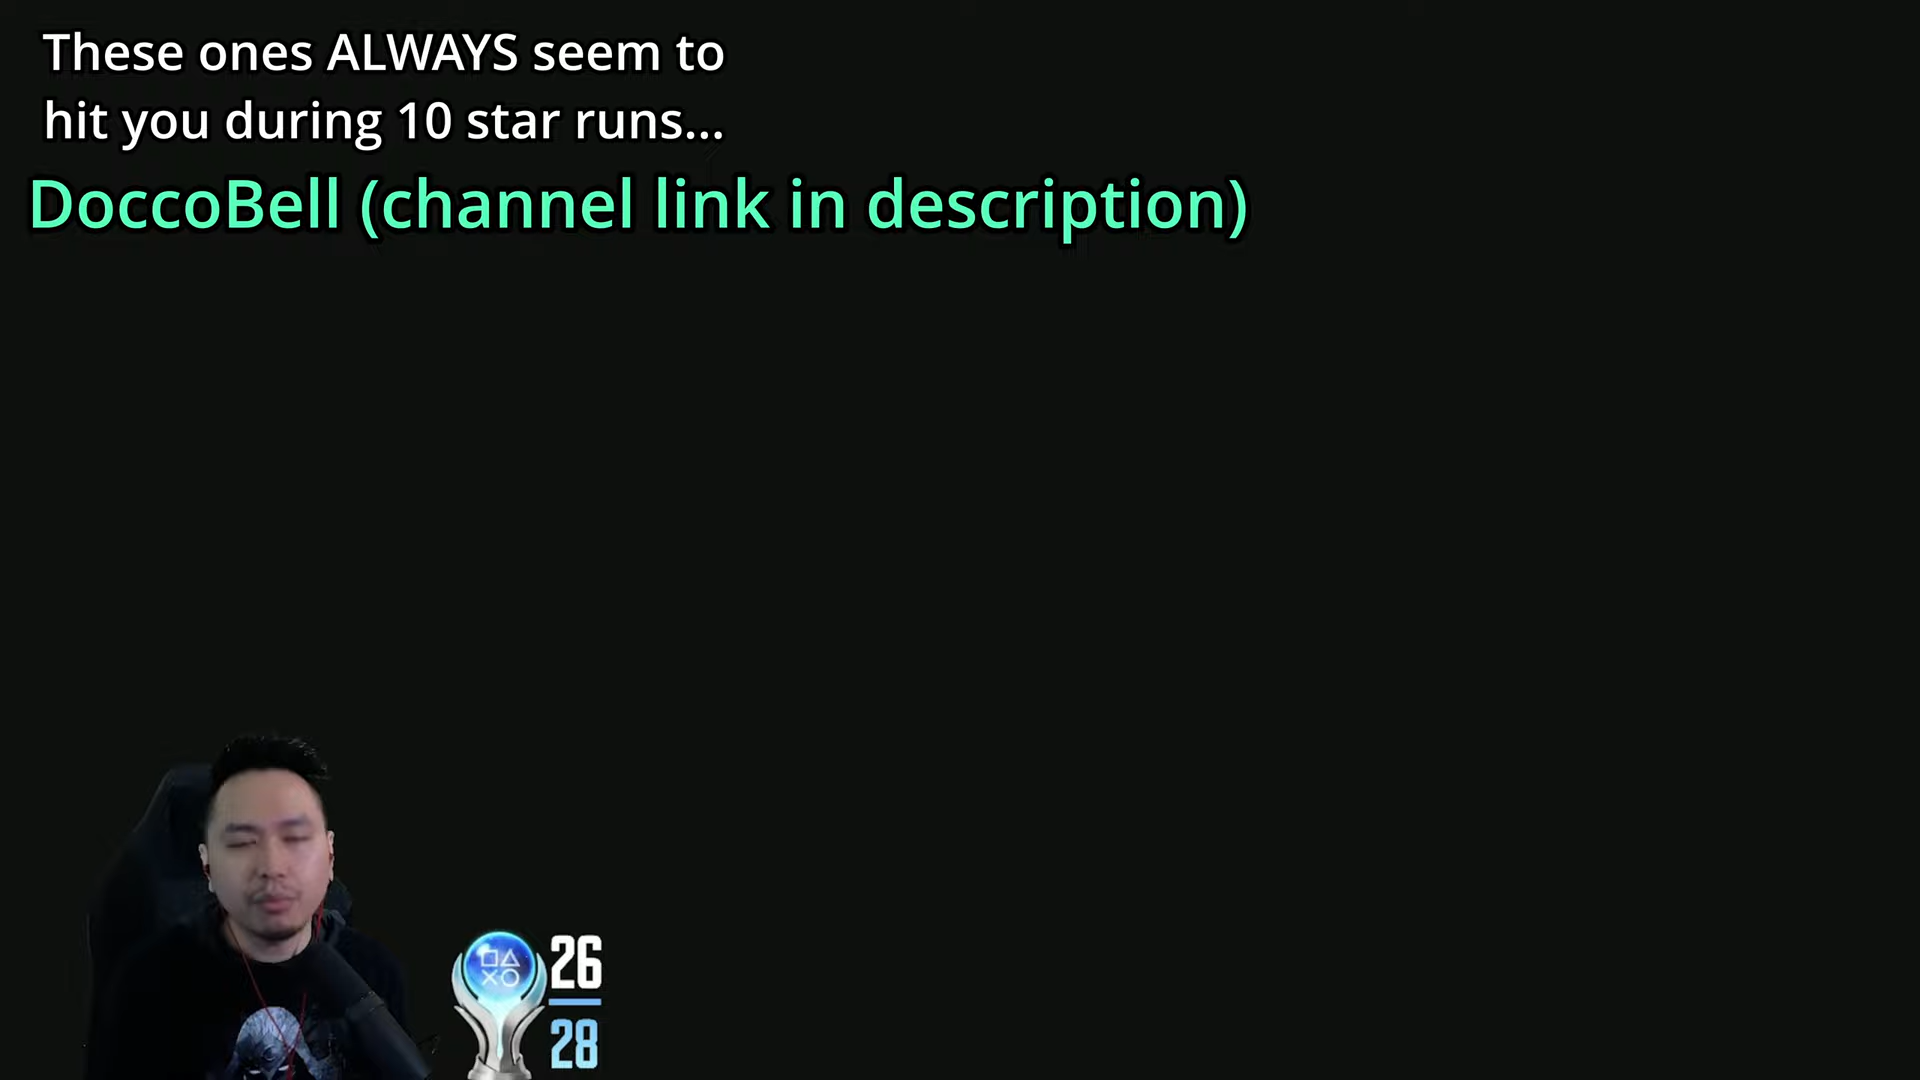 These ones ALWAYS seem to
hit you during 10 star runs...
DoccoBell (channel link in description)
26
28